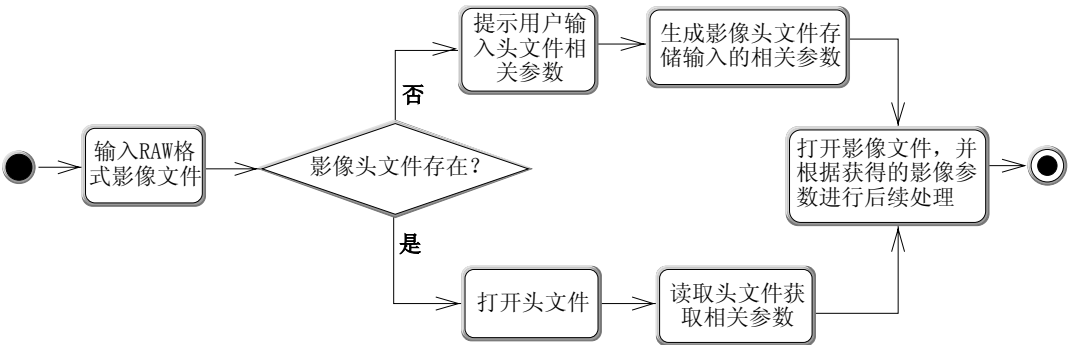 输入RAW格
式影像文件
影像头文件存在?
否
提示用户输
入头文件相
关参数
生成影像头文件存
储输入的相关参数
是
打开头文件
读取头文件获
取相关参数
打开影像文件，并
根据获得的影像参
数进行后续处理